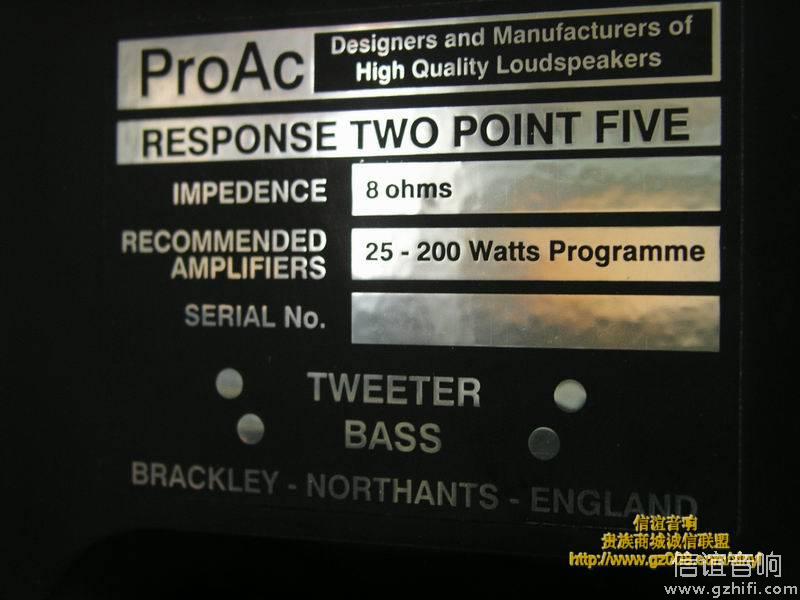 ProAc
Designers and Manufacturers of
High Quality Loudspeakers
RESPONSE TWO POINT FIVE
IMPEDENCE 8 ohms
RECOMMENDED
AMPLIFIERS
25 - 200 Watts Programme
SERIAL No.
TWEETER
BASS
BRACKLEY - NORTHANTS - ENGLAND
信谊音响
贵族商城诚信联盟
信谊音响
www.gzhifi.com